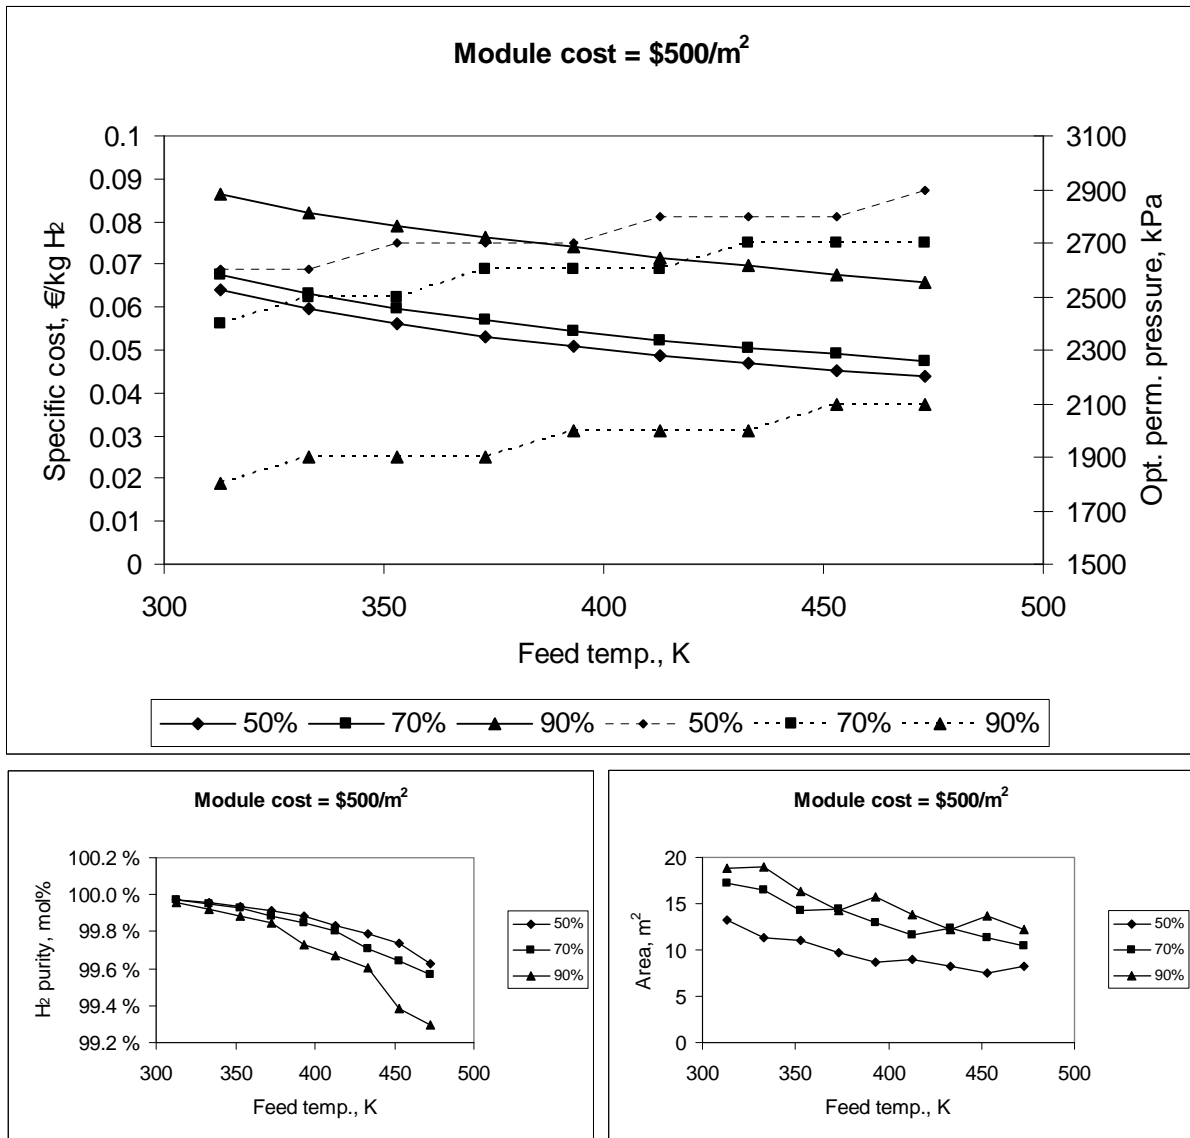 Module cost = $500/m²
0.1
0.09
0.08
0.07
0.06
0.05
0.04
0.03
0.02
0.01
0
Specific cost, €/kg H₂
3100
2900
2700
2500
2300
2100
1900
1700
1500
Opt. perm. pressure, kPa
300 350 400 450 500
Feed temp., K
50% 70% 90% 50% 70% 90%
Module cost = $500/m²
100.2 %
100.0 %
99.8 %
99.6 %
99.4 %
99.2 %
H₂ purity, mol%
300 350 400 450 500
Feed temp., K
50%
70%
90%
Module cost = $500/m²
20
15
10
5
0
Area, m²
300 350 400 450 500
Feed temp., K
50%
70%
90%